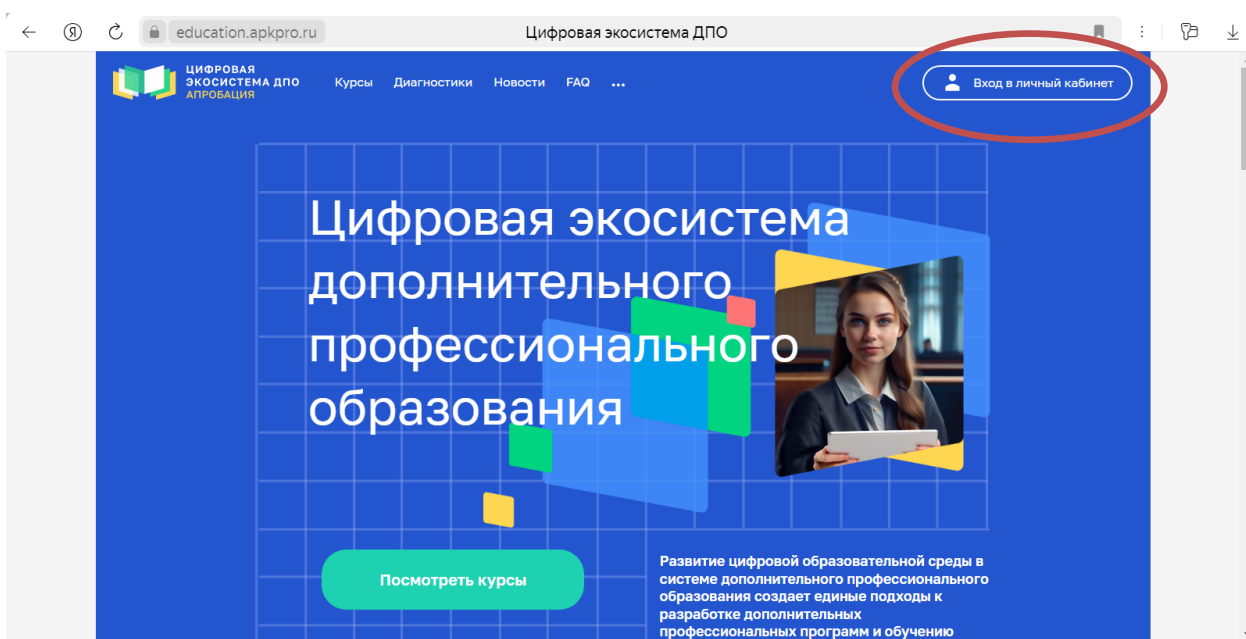 education.apkpro.ru
Цифровая экосистема ДПО
ЦИФРОВАЯ
ЭКОСИСТЕМА ДПО
АПРОБАЦИЯ
Курсы Диагностики Новости FAQ ...
Вход в личный кабинет
Цифровая экосистема
дополнительного
профессионального
образования
Посмотреть курсы
Развитие цифровой образовательной среды в
системе дополнительного профессионального
образования создает единые подходы к
разработке дополнительных
профессиональных программ и обучению